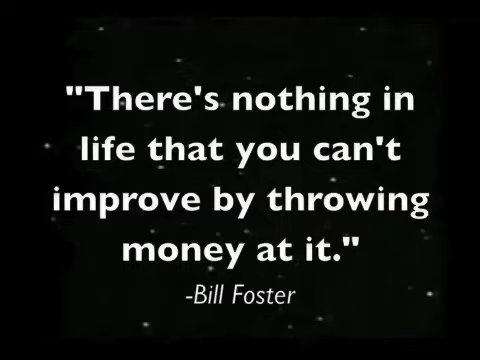 "There's nothing in
life that you can't
improve by throwing
money at it."
-Bill Foster